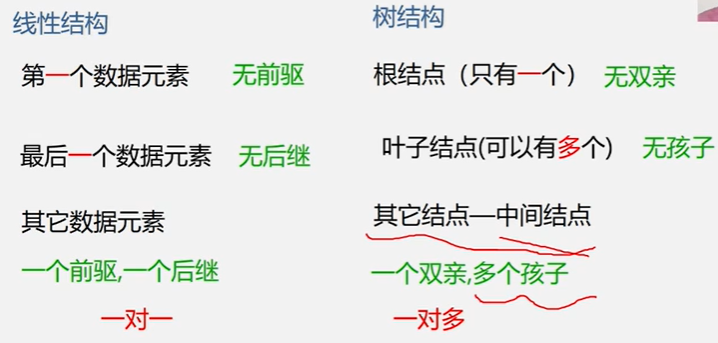 线性结构
第一个数据元素 无前驱
最后一个数据元素 无后继
其它数据元素
一个前驱,一个后继
一对一
树结构
根结点（只有一个） 无双亲
叶子结点(可以有多个) 无孩子
其它结点—中间结点
一个双亲,多个孩子
一对多